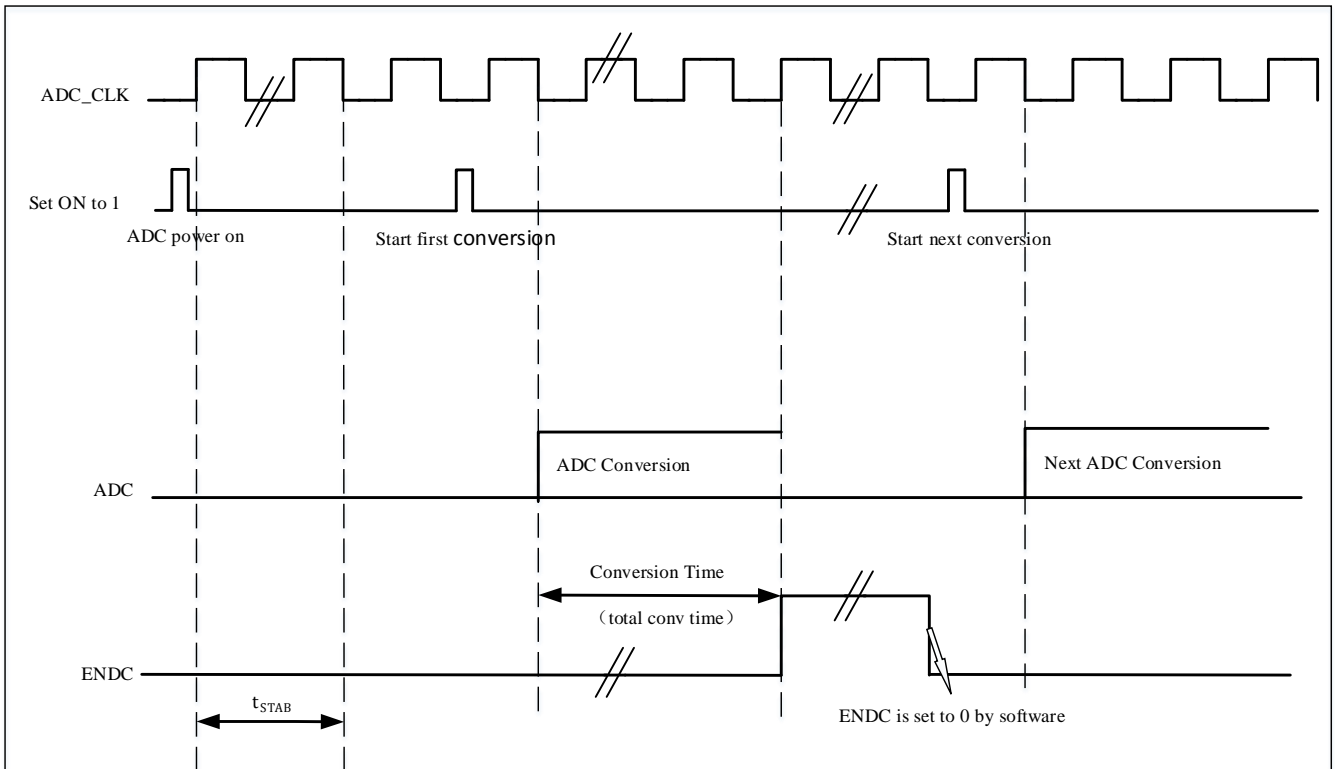 ADC_CLK
Set ON to 1
ADC power on
Start first conversion
Start next conversion
ADC Conversion
Next ADC Conversion
ADC
Conversion Time
（total conv time）
ENDC
tSTAB
ENDC is set to 0 by software